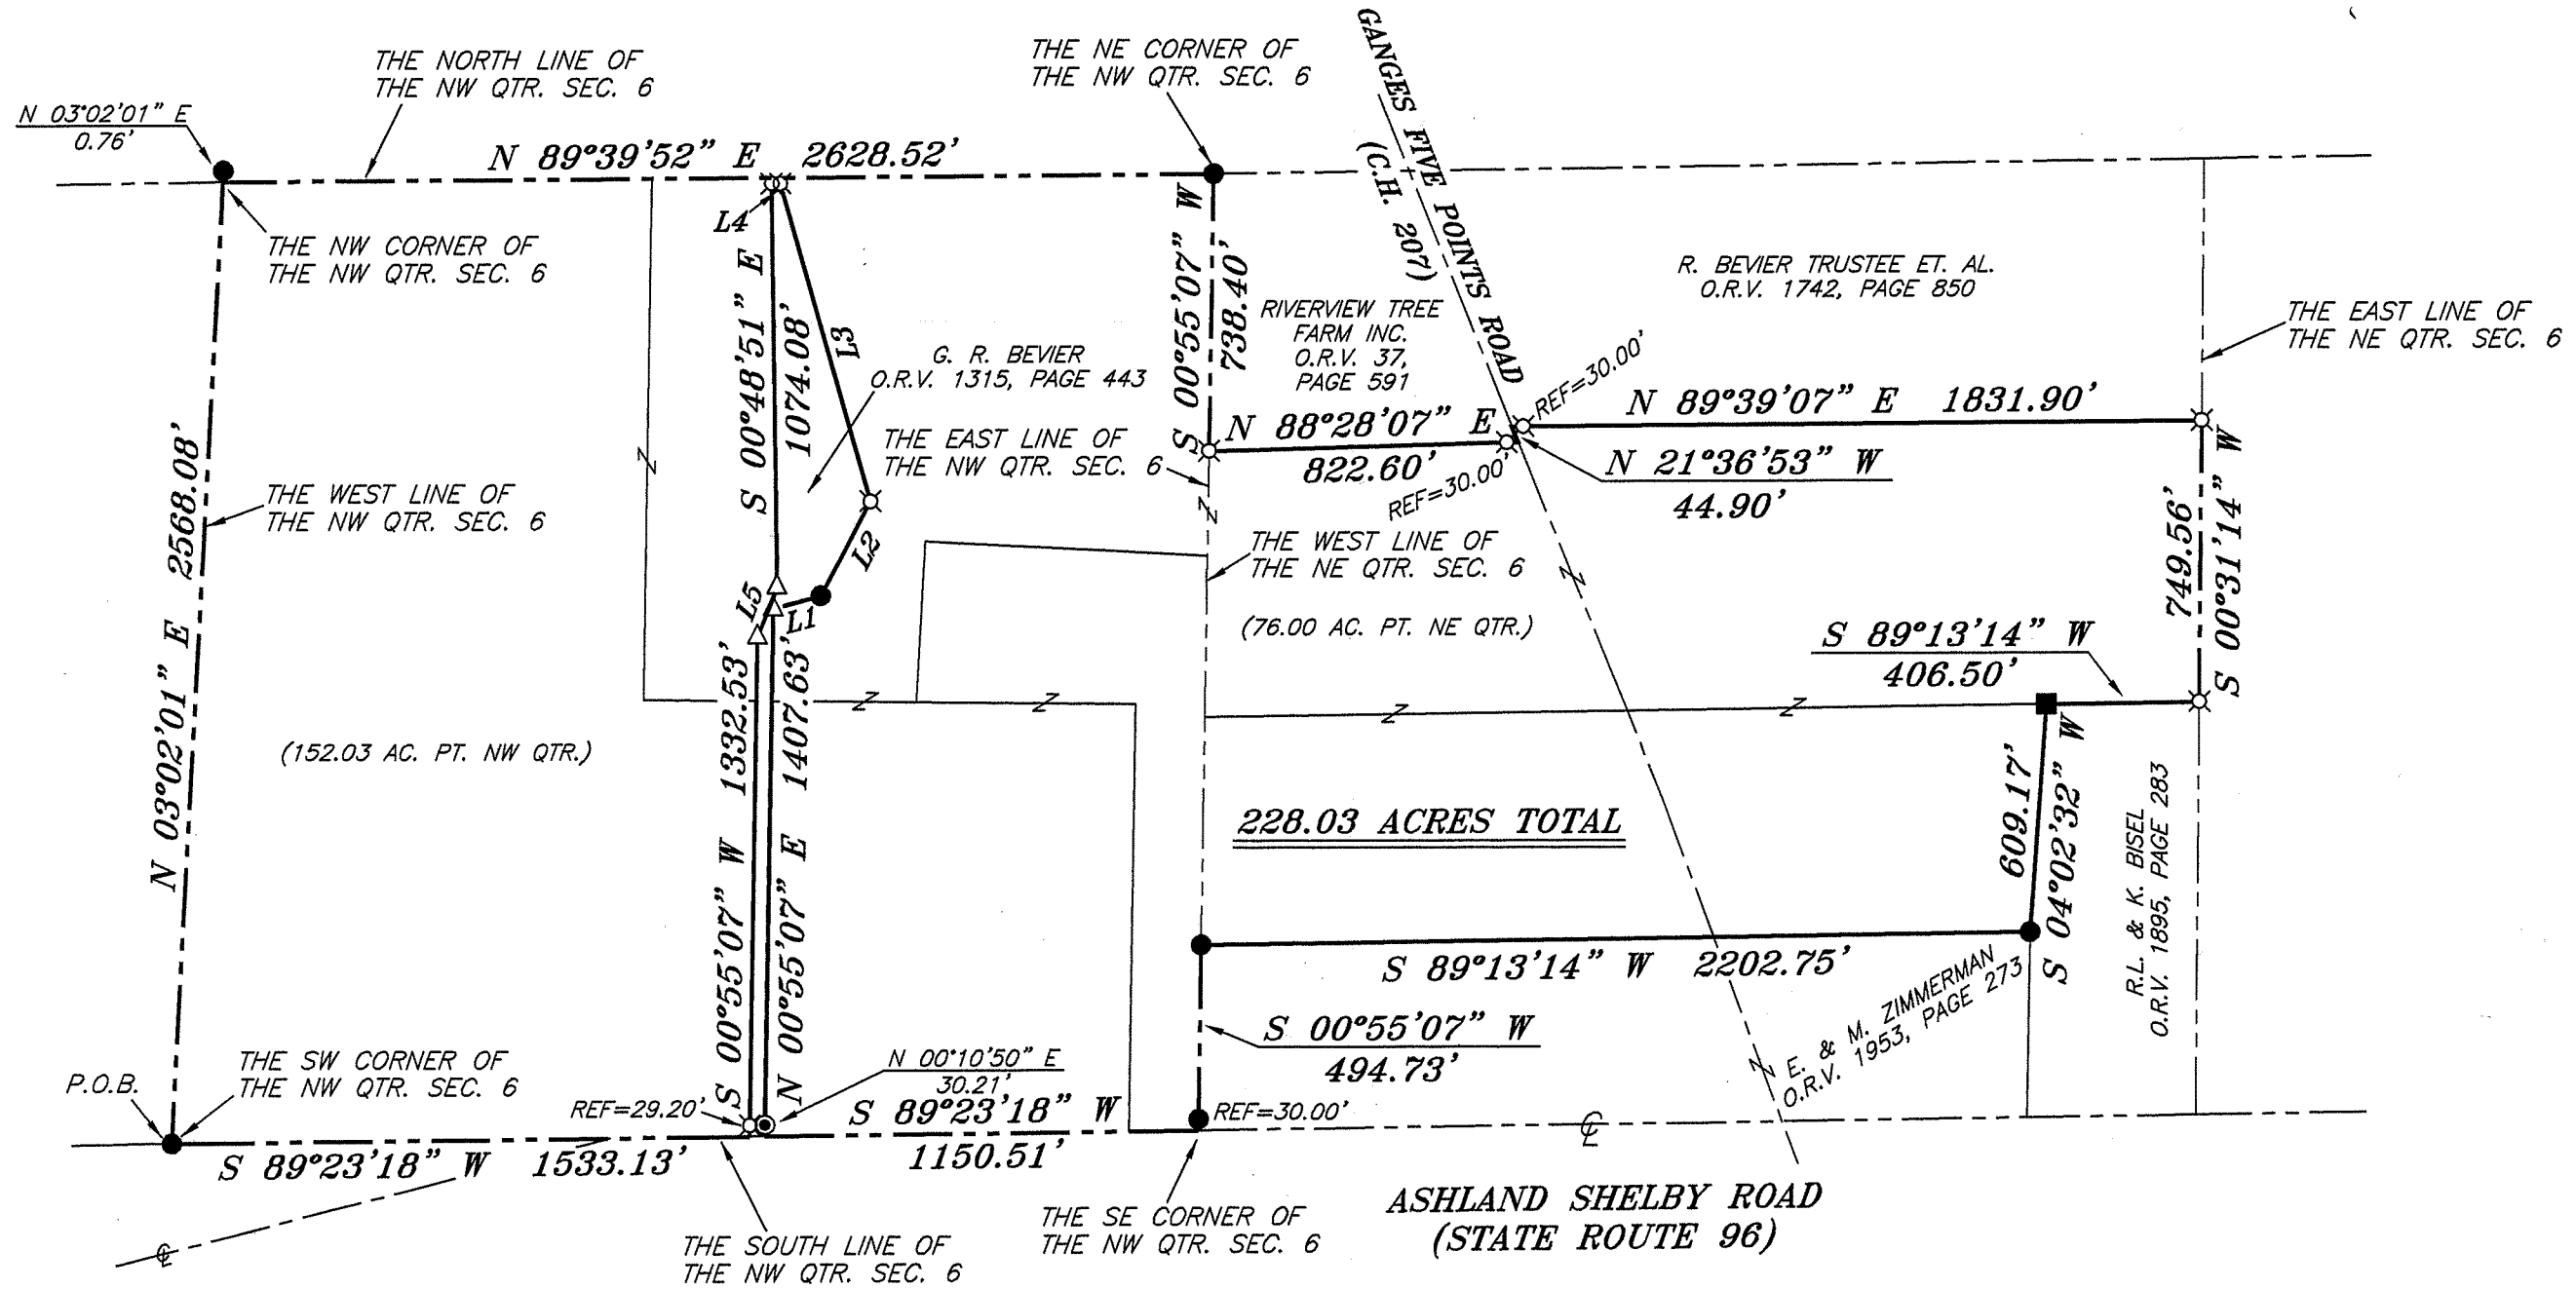 THE NORTH LINE OF
THE NW QTR. SEC. 6
THE NE CORNER OF
THE NW QTR. SEC. 6
GANGES FIVE POINTS ROAD
(C.H. 207)
N 03°02'01" E
0.76'
N 89°39'52" E 2628.52'
L4
THE NW CORNER OF
THE NW QTR. SEC. 6
S 00°48'51" E
1074.08'
L3
S 00°55'07" W
738.40'
RIVERVIEW TREE
FARM INC.
O.R.V. 37,
PAGE 591
R. BEVIER TRUSTEE ET. AL.
O.R.V. 1742, PAGE 850
THE EAST LINE OF
THE NE QTR. SEC. 6
G. R. BEVIER
O.R.V. 1315, PAGE 443
REF=30.00'
N 89°39'07" E 1831.90'
THE EAST LINE OF
THE NW QTR. SEC. 6
N 88°28'07" E
822.60'
REF=30.00'
N 21°36'53" W
44.90'
THE WEST LINE OF
THE NW QTR. SEC. 6
N 03°02'01" E 2568.08'
L2
L5
L1
THE WEST LINE OF
THE NE QTR. SEC. 6
(76.00 AC. PT. NE QTR.)
749.56'
S 00°31'14" W
S 89°13'14" W
406.50'
(152.03 AC. PT. NW QTR.)
S 00°55'07" W 1332.53'
N 00°55'07" E 1407.63'
228.03 ACRES TOTAL
609.17'
S 04°02'32" W
R.L. & K. BISEL
O.R.V. 1895, PAGE 283
S 89°13'14" W 2202.75'
E. & M. ZIMMERMAN
O.R.V. 1953, PAGE 273
S 00°55'07" W
494.73'
P.O.B.
THE SW CORNER OF
THE NW QTR. SEC. 6
N 00°10'50" E
30.21'
REF=29.20'
S 89°23'18" W
1150.51'
REF=30.00'
S 89°23'18" W 1533.13'
THE SOUTH LINE OF
THE NW QTR. SEC. 6
THE SE CORNER OF
THE NW QTR. SEC. 6
ASHLAND SHELBY ROAD
(STATE ROUTE 96)